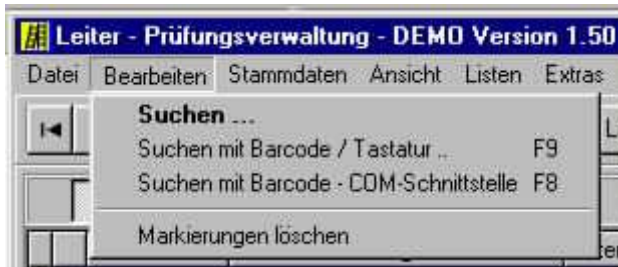 Leiter - Prüfungsverwaltung - DEMO Version 1.50
Datei Bearbeiten Stammdaten Ansicht Listen Extras
Suchen ...
Suchen mit Barcode / Tastatur .. F9
Suchen mit Barcode - COM-Schnittstelle F8
Markierungen löschen